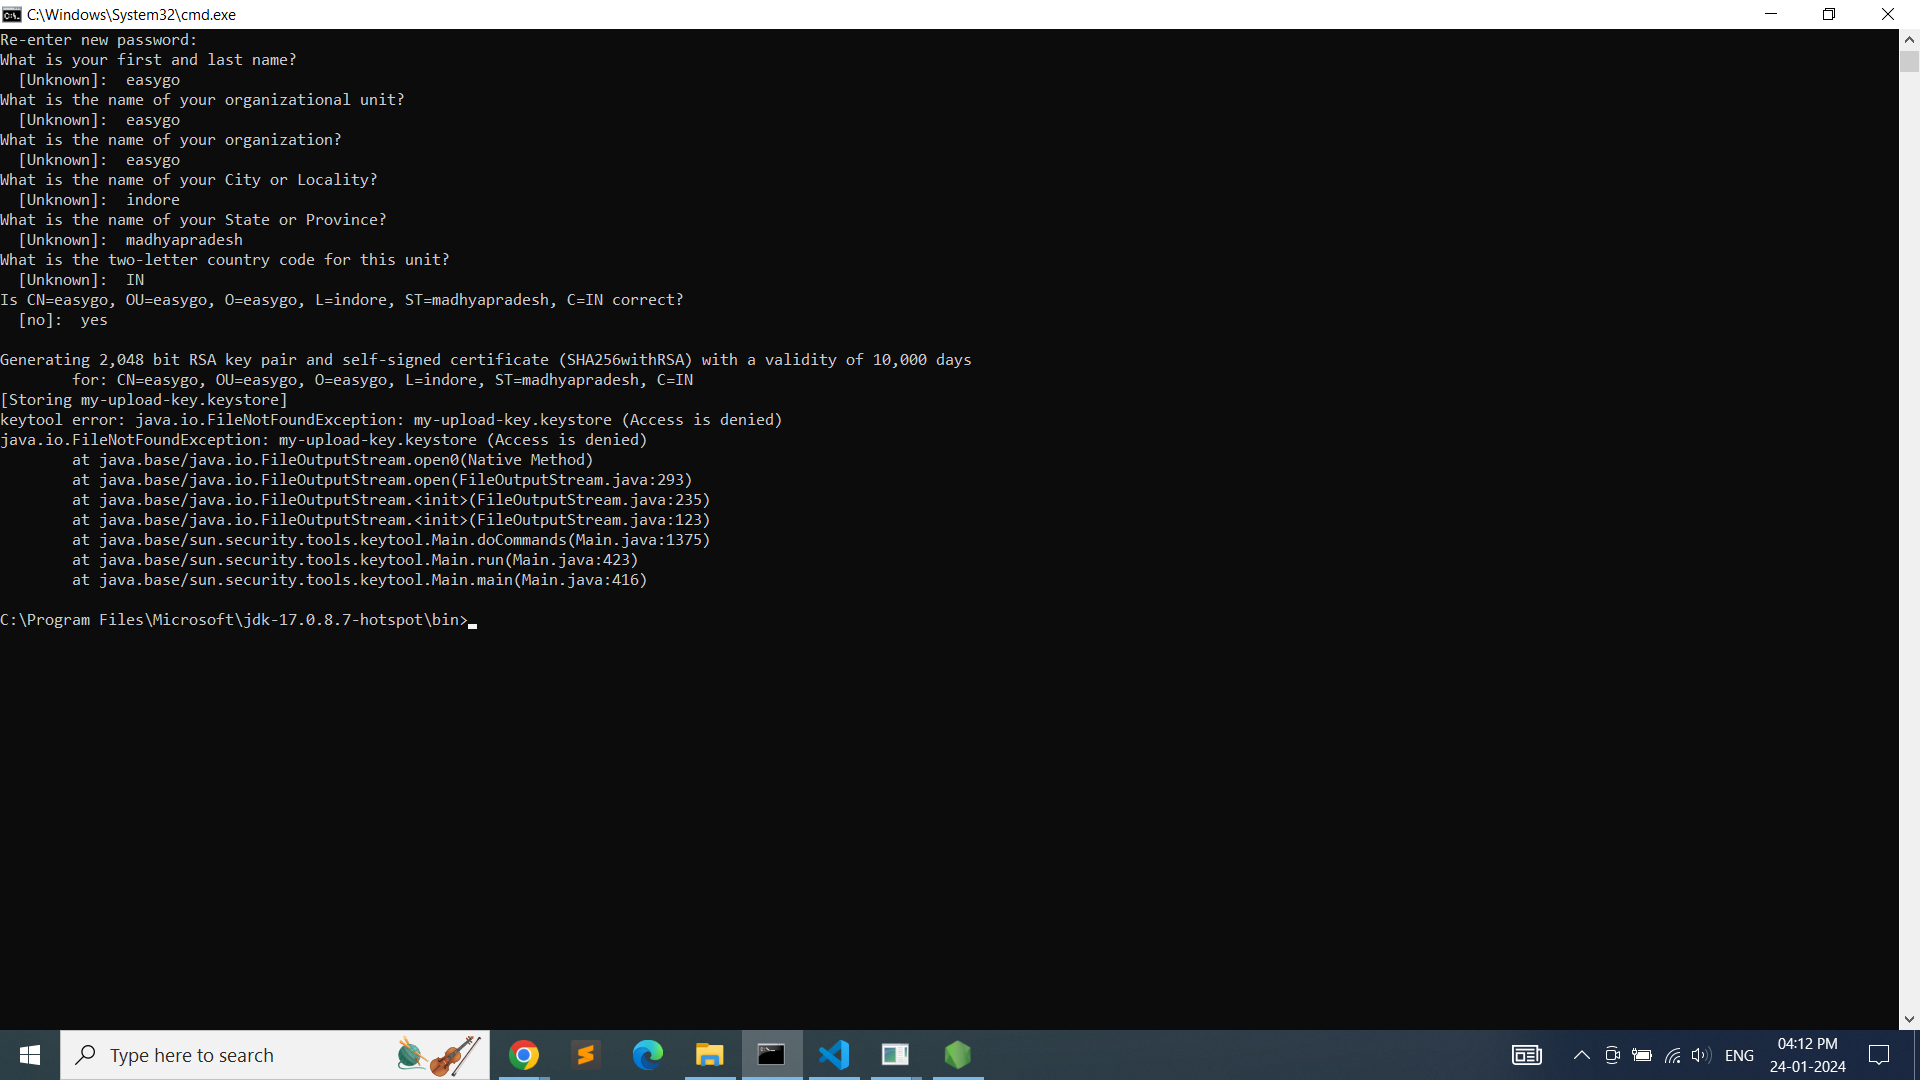 C:\Windows\System32\cmd.exe
Re-enter new password:
What is your first and last name?
  [Unknown]:  easygo
What is the name of your organizational unit?
  [Unknown]:  easygo
What is the name of your organization?
  [Unknown]:  easygo
What is the name of your City or Locality?
  [Unknown]:  indore
What is the name of your State or Province?
  [Unknown]:  madhyapradesh
What is the two-letter country code for this unit?
  [Unknown]:  IN
Is CN=easygo, OU=easygo, O=easygo, L=indore, ST=madhyapradesh, C=IN correct?
  [no]:  yes

Generating 2,048 bit RSA key pair and self-signed certificate (SHA256withRSA) with a validity of 10,000 days
        for: CN=easygo, OU=easygo, O=easygo, L=indore, ST=madhyapradesh, C=IN
[Storing my-upload-key.keystore]
keytool error: java.io.FileNotFoundException: my-upload-key.keystore (Access is denied)
java.io.FileNotFoundException: my-upload-key.keystore (Access is denied)
        at java.base/java.io.FileOutputStream.open0(Native Method)
        at java.base/java.io.FileOutputStream.open(FileOutputStream.java:293)
        at java.base/java.io.FileOutputStream.<init>(FileOutputStream.java:235)
        at java.base/java.io.FileOutputStream.<init>(FileOutputStream.java:123)
        at java.base/sun.security.tools.keytool.Main.doCommands(Main.java:1375)
        at java.base/sun.security.tools.keytool.Main.run(Main.java:423)
        at java.base/sun.security.tools.keytool.Main.main(Main.java:416)

C:\Program Files\Microsoft\jdk-17.0.8.7-hotspot\bin>
Type here to search
ENG
04:12 PM
24-01-2024